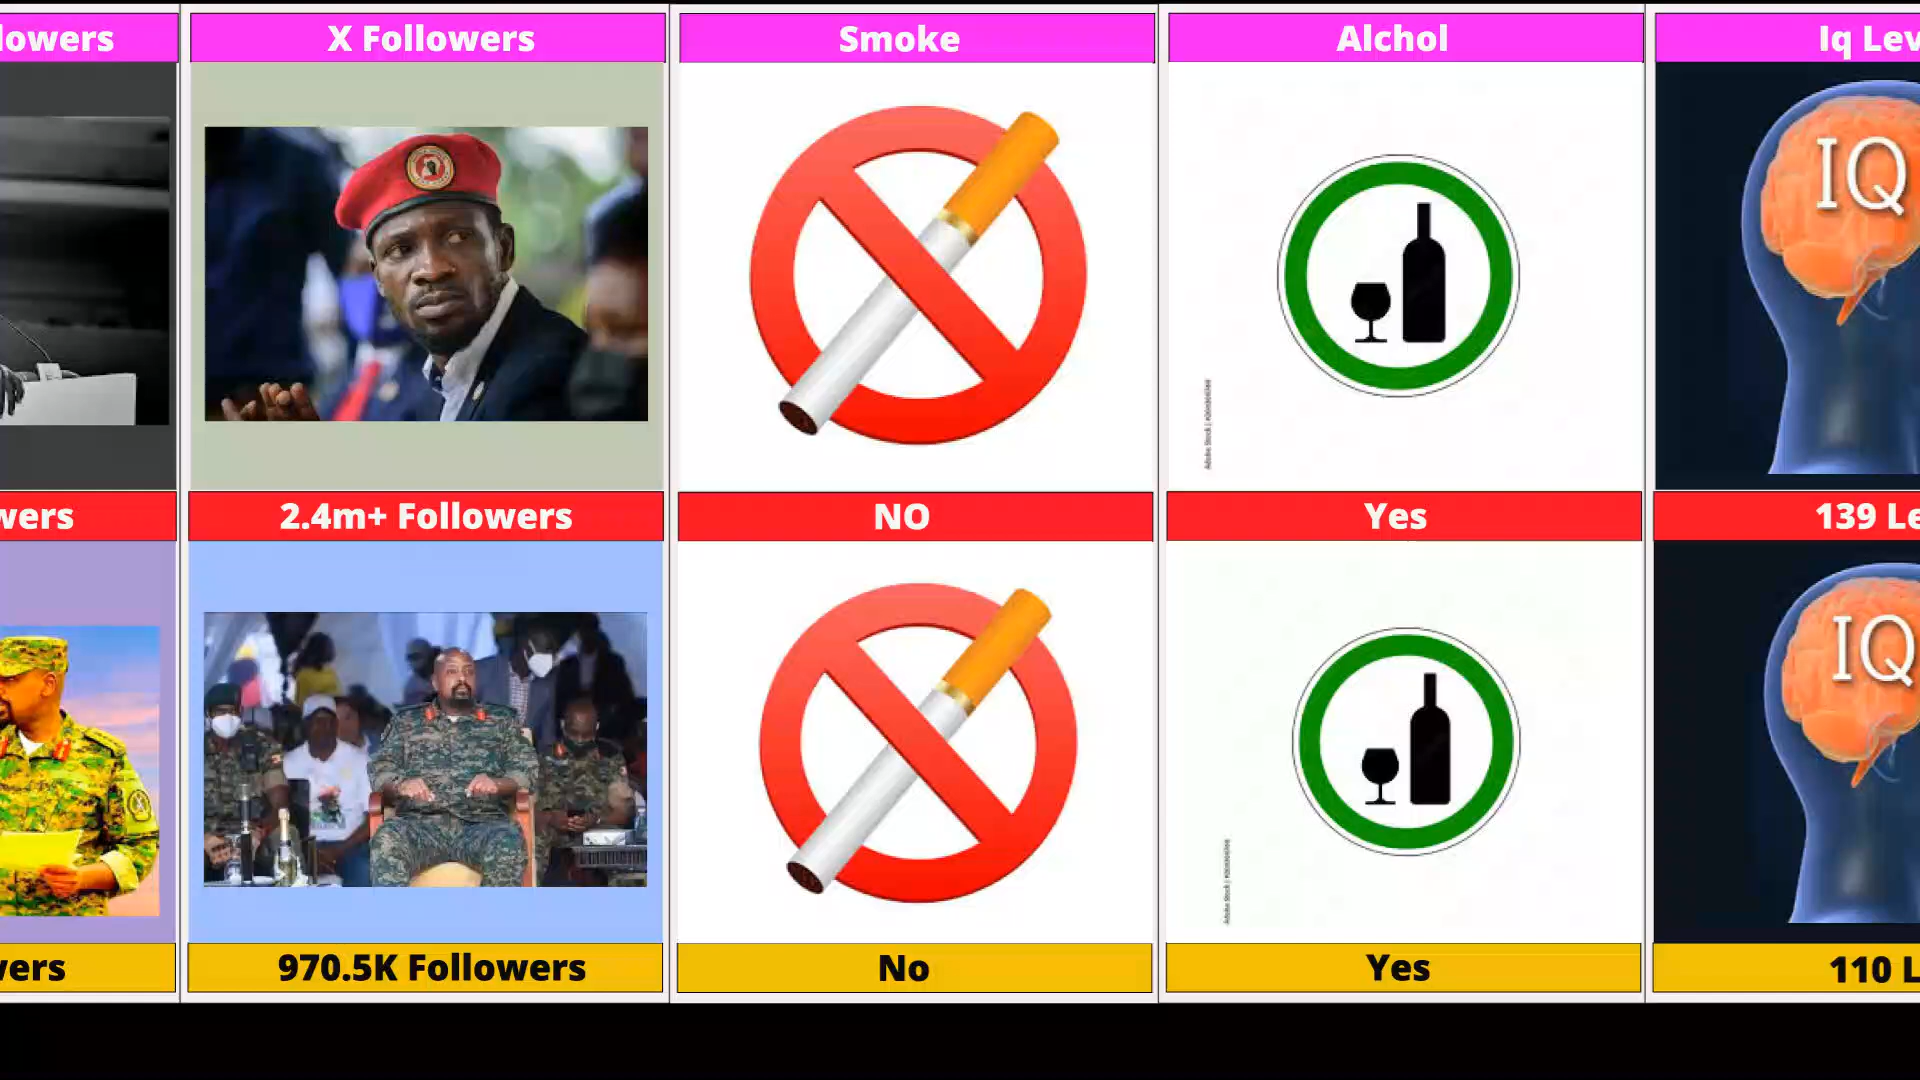 lowers
X Followers
Smoke
Alchol
Iq Lev
IQ
wers
2.4m+ Followers
NO
Yes
139 Le
IQ
vers
970.5K Followers
No
Yes
110 L